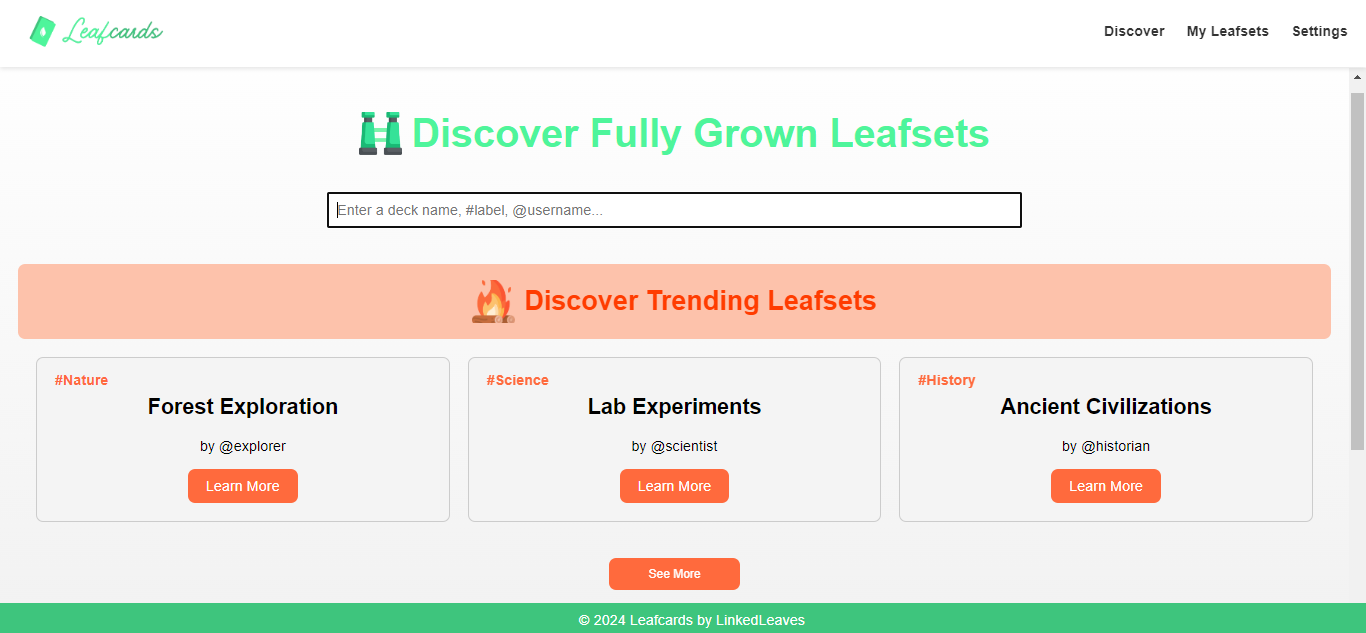 Leafcards
Discover My Leafsets Settings
Discover Fully Grown Leafsets
Enter a deck name, #label, @username...
Discover Trending Leafsets
#Nature
Forest Exploration
by @explorer
Learn More
#Science
Lab Experiments
by @scientist
Learn More
#History
Ancient Civilizations
by @historian
Learn More
See More
© 2024 Leafcards by LinkedLeaves